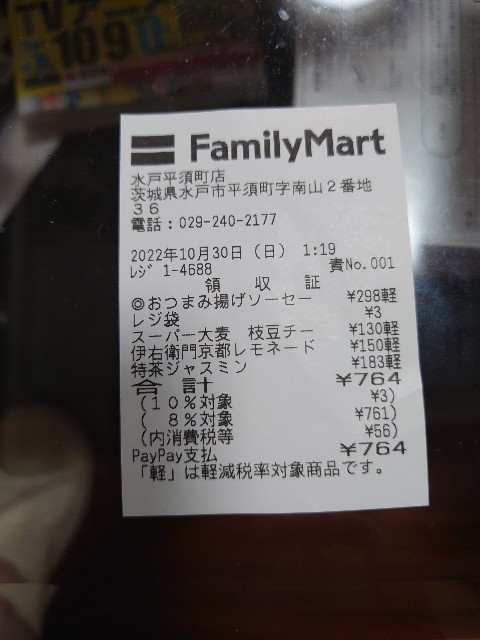 TVアー
1090
FamilyMart
水戸平須町店
茨城県水戸市平須町字南山2番地
36
電話:029-240-2177
2022年10月30日(日) 1:19
レジ 1-4688 責No.001
領 収 証
◎おつまみ揚げソーセー ¥298軽
レジ袋 ¥3
スーパー大麦 枝豆チー ¥130軽
伊右衛門京都レモネード ¥150軽
特茶ジャスミン ¥183軽
合 計 ¥764
(10%対象 ¥3)
( 8%対象 ¥761)
(内消費税等 ¥56)
PayPay支払 ¥764
「軽」は軽減税率対象商品です。